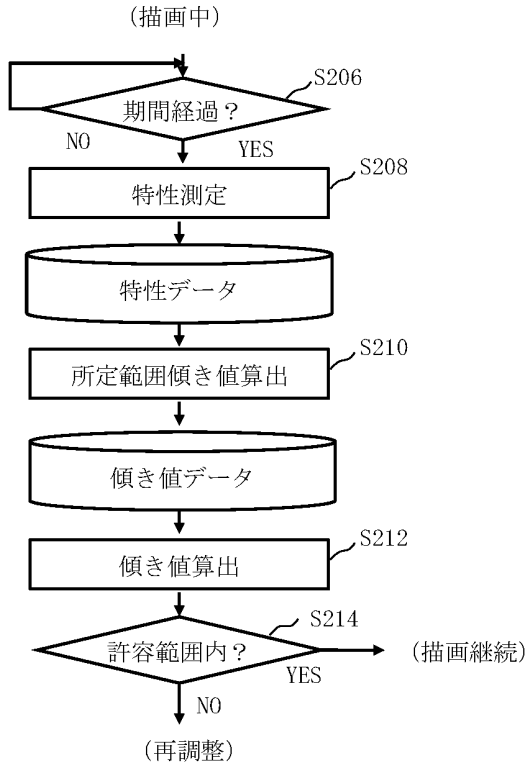 (描画中)
S206
期間経過?
NO
YES
S208
特性測定
特性データ
S210
所定範囲傾き値算出
傾き値データ
S212
傾き値算出
S214
許容範囲内?
(描画継続)
YES
NO
(再調整)